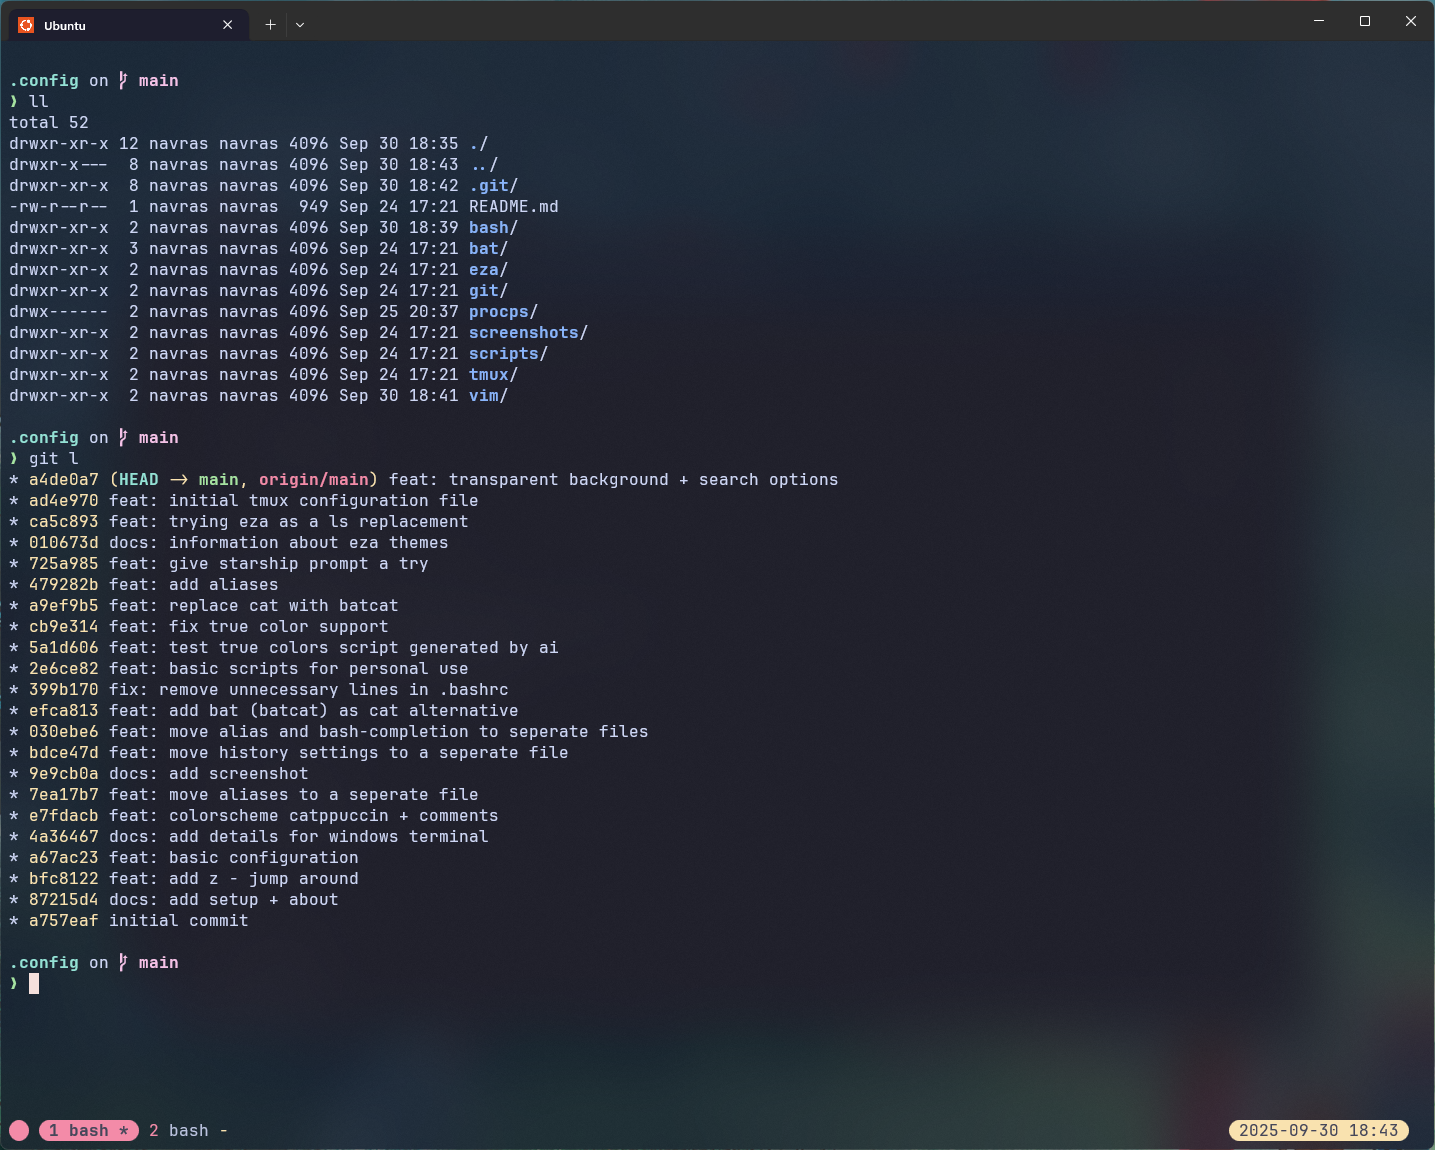 Ubuntu
.config on main
❯ ll
total 52
drwxr-xr-x 12 navras navras 4096 Sep 30 18:35 ./
drwxr-x--- 8 navras navras 4096 Sep 30 18:43 ../
drwxr-xr-x 8 navras navras 4096 Sep 30 18:42 .git/
-rw-r--r-- 1 navras navras 949 Sep 24 17:21 README.md
drwxr-xr-x 2 navras navras 4096 Sep 30 18:39 bash/
drwxr-xr-x 3 navras navras 4096 Sep 24 17:21 bat/
drwxr-xr-x 2 navras navras 4096 Sep 24 17:21 eza/
drwxr-xr-x 2 navras navras 4096 Sep 24 17:21 git/
drwx------ 2 navras navras 4096 Sep 25 20:37 procps/
drwxr-xr-x 2 navras navras 4096 Sep 24 17:21 screenshots/
drwxr-xr-x 2 navras navras 4096 Sep 24 17:21 scripts/
drwxr-xr-x 2 navras navras 4096 Sep 24 17:21 tmux/
drwxr-xr-x 2 navras navras 4096 Sep 30 18:41 vim/
.config on main
❯ git l
* a4de0a7 (HEAD -> main, origin/main) feat: transparent background + search options
* ad4e970 feat: initial tmux configuration file
* ca5c893 feat: trying eza as a ls replacement
* 010673d docs: information about eza themes
* 725a985 feat: give starship prompt a try
* 479282b feat: add aliases
* a9ef9b5 feat: replace cat with batcat
* cb9e314 feat: fix true color support
* 5a1d606 feat: test true colors script generated by ai
* 2e6ce82 feat: basic scripts for personal use
* 399b170 fix: remove unnecessary lines in .bashrc
* efca813 feat: add bat (batcat) as cat alternative
* 030ebe6 feat: move alias and bash-completion to seperate files
* bdce47d feat: move history settings to a seperate file
* 9e9cb0a docs: add screenshot
* 7ea17b7 feat: move aliases to a seperate file
* e7fdacb feat: colorscheme catppuccin + comments
* 4a36467 docs: add details for windows terminal
* a67ac23 feat: basic configuration
* bfc8122 feat: add z - jump around
* 87215d4 docs: add setup + about
* a757eaf initial commit
.config on main
❯
1 bash * 2 bash - 2025-09-30 18:43